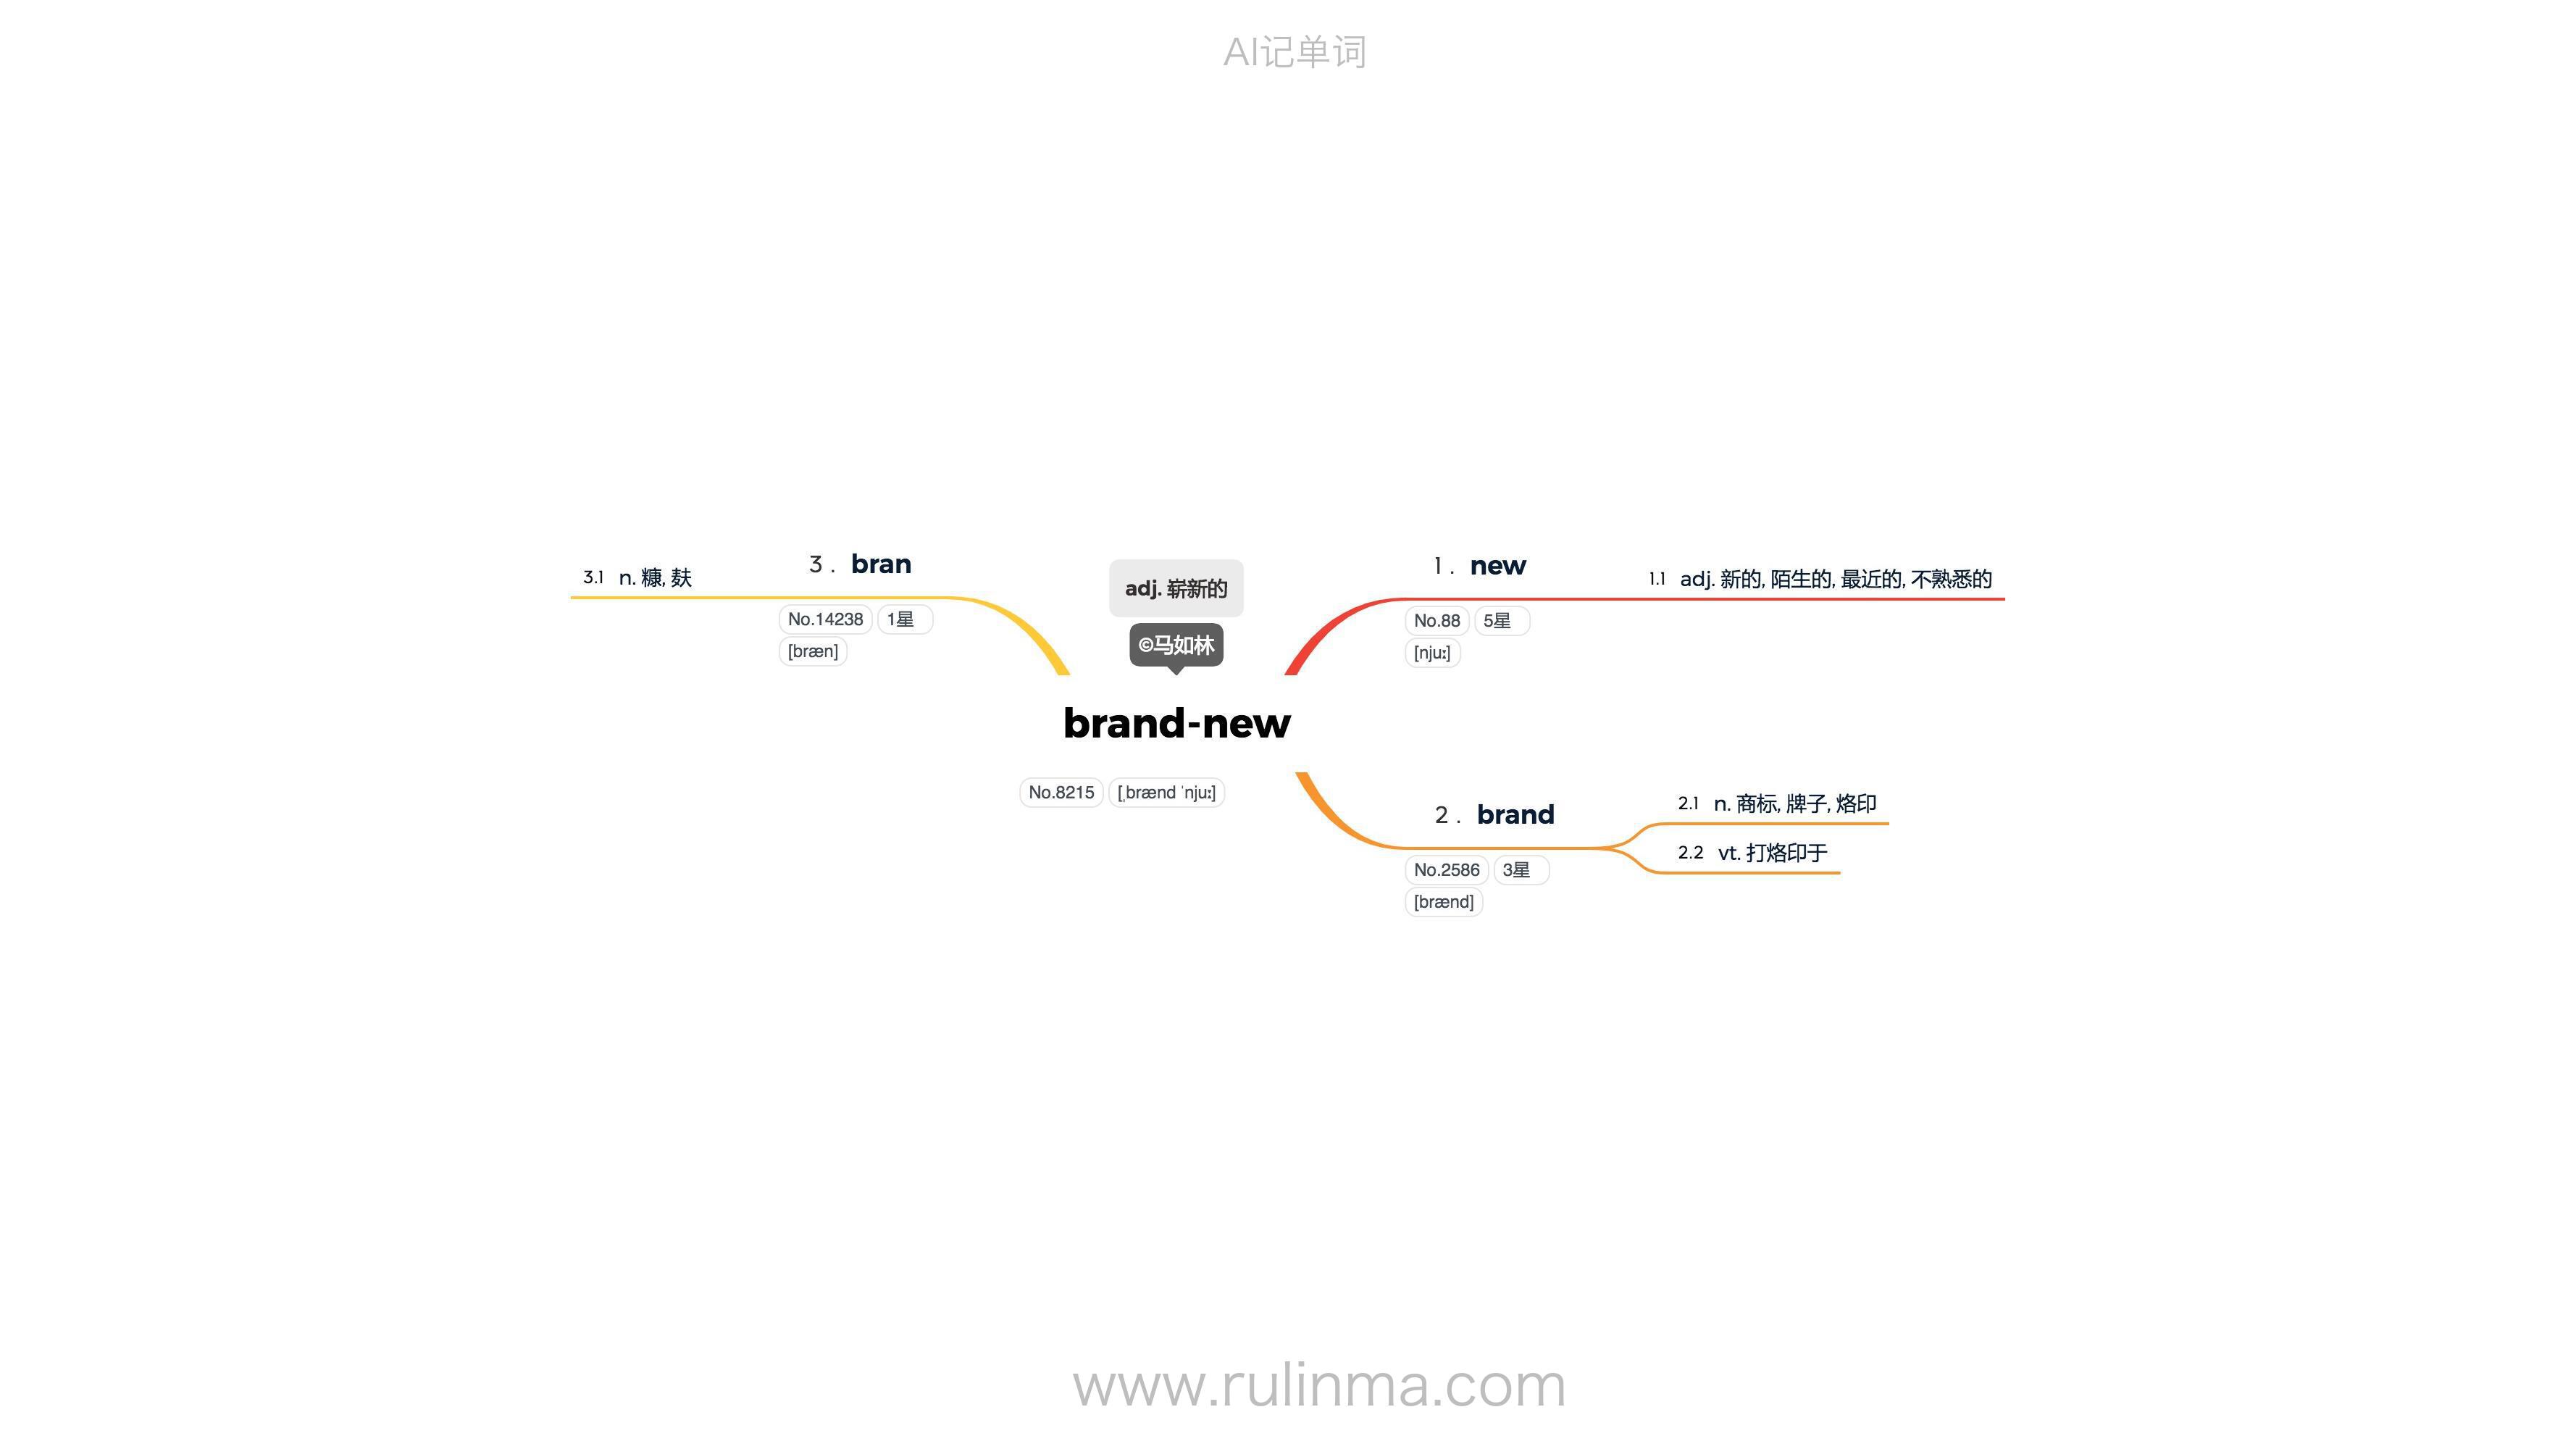 AI记单词
adj. 崭新的
©马如林
brand-new
No.8215 [ˌbrænd ˈnjuː]
1. new
No.88 5星
[njuː]
1.1 adj. 新的, 陌生的, 最近的, 不熟悉的
2. brand
No.2586 3星
[brænd]
2.1 n. 商标, 牌子, 烙印
2.2 vt. 打烙印于
3. bran
No.14238 1星
[bræn]
3.1 n. 糠, 麸
www.rulinma.com